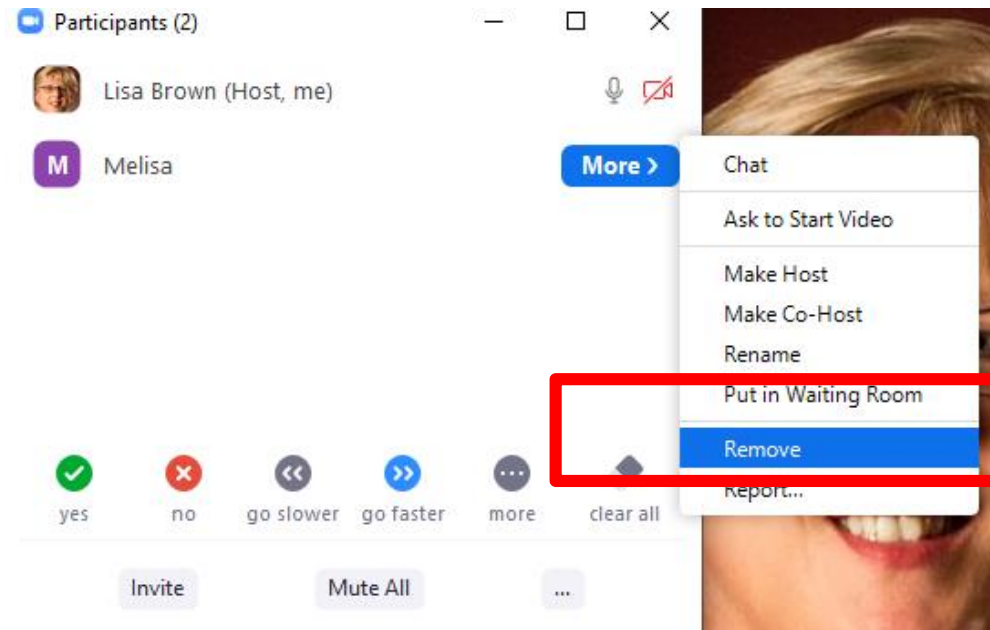 Participants (2)
Lisa Brown (Host, me)
M Melisa More >
Chat
Ask to Start Video
Make Host
Make Co-Host
Rename
Put in Waiting Room
Remove
Report...
yes no go slower go faster more clear all
Invite Mute All ...